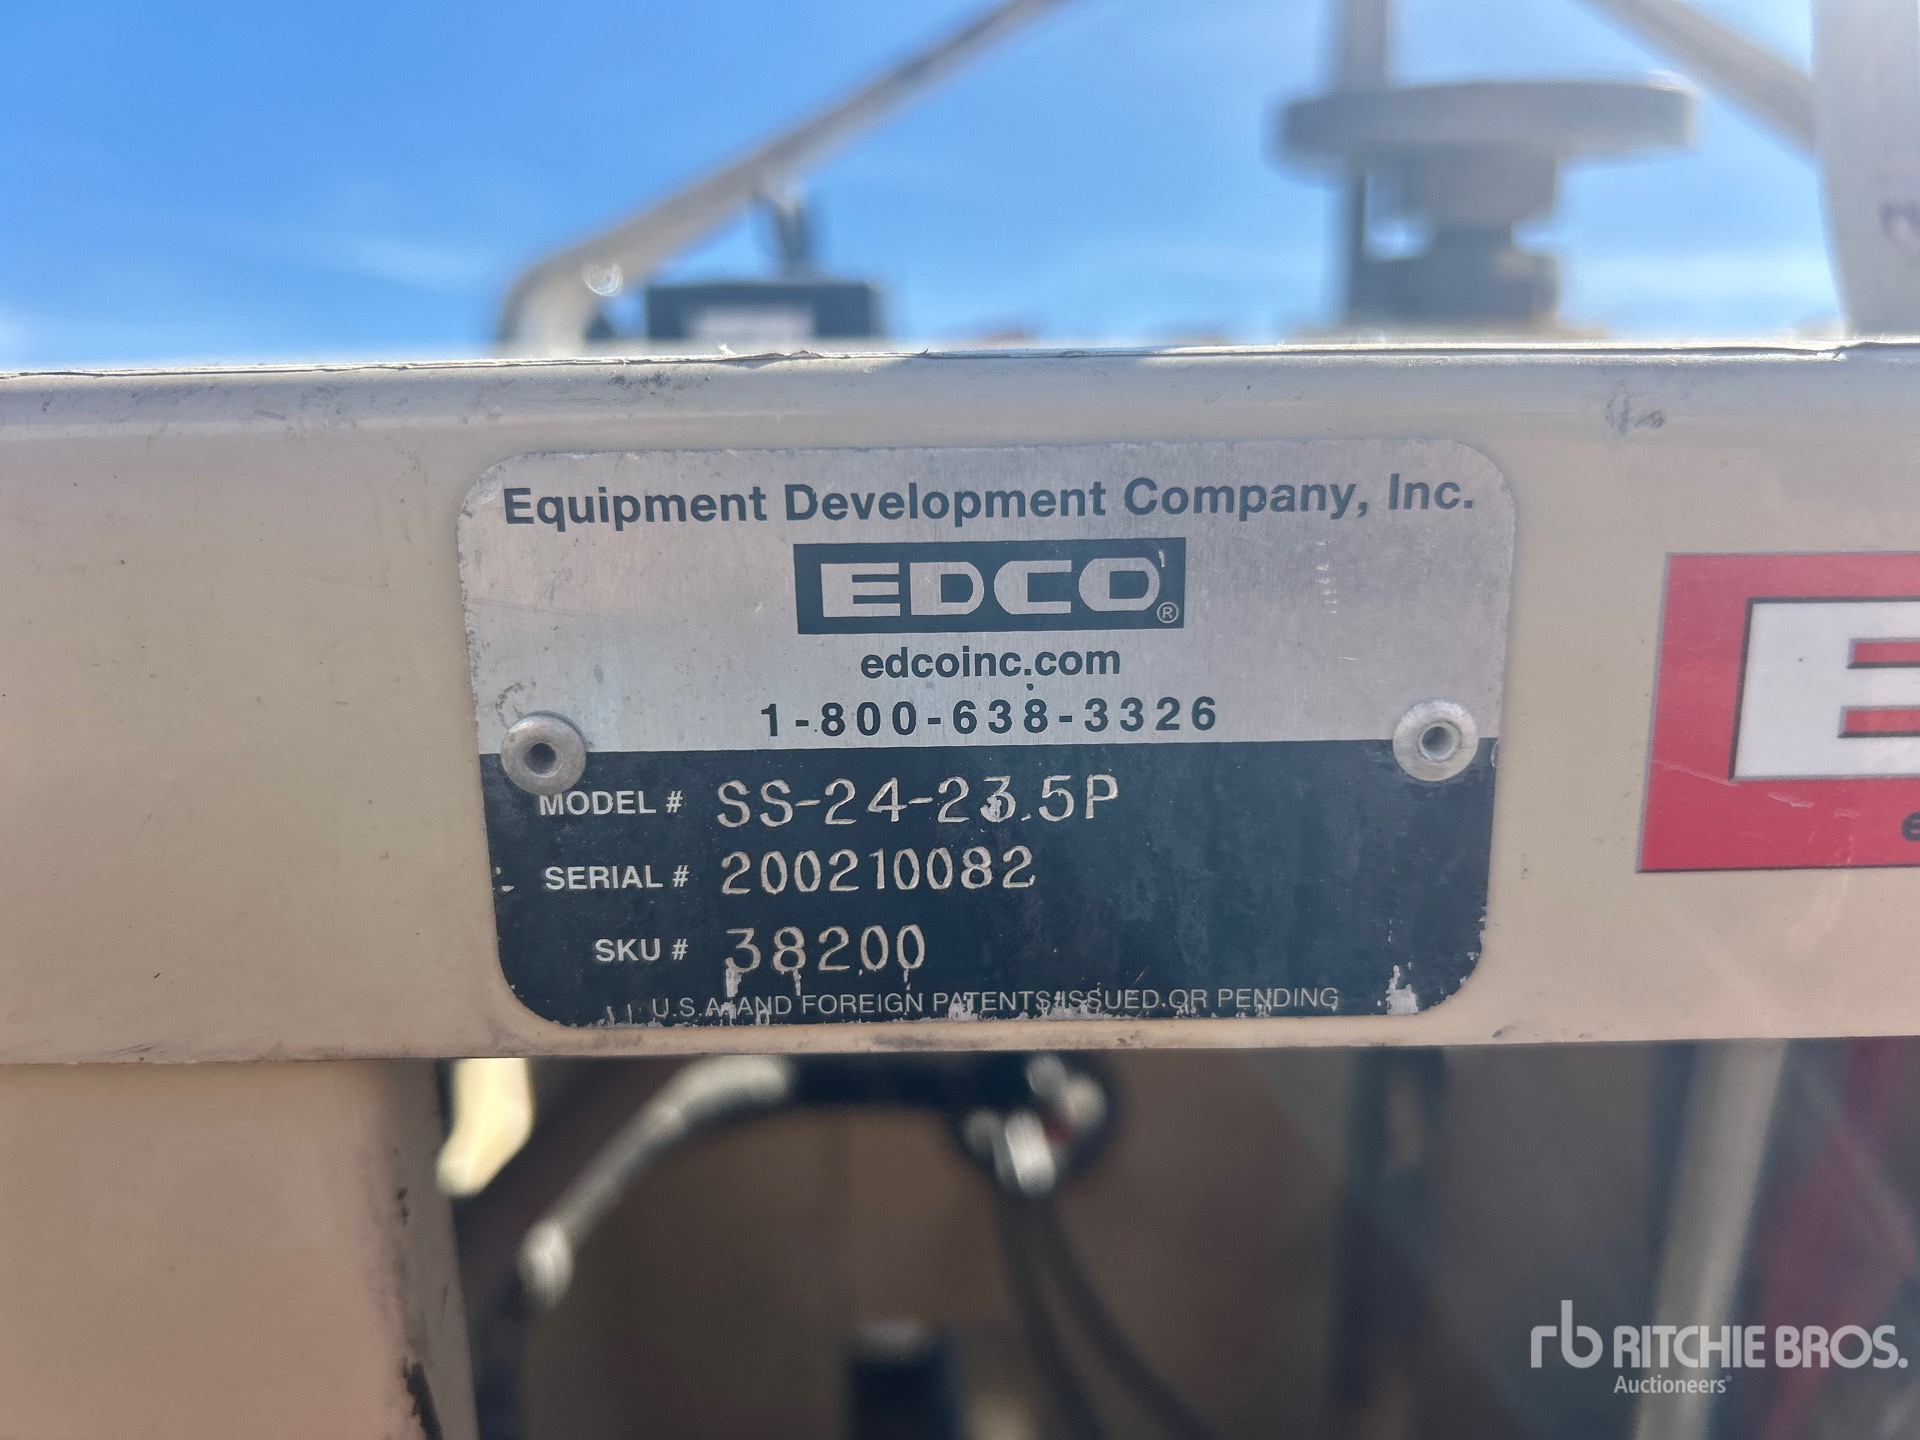 Equipment Development Company, Inc.
EDCO®
edcoinc.com
1-800-638-3326
MODEL # SS-24-23.5P
SERIAL # 200210082
SKU # 38200
U.S.A. AND FOREIGN PATENTS ISSUED OR PENDING
E
e
rb RITCHIE BROS.
Auctioneers